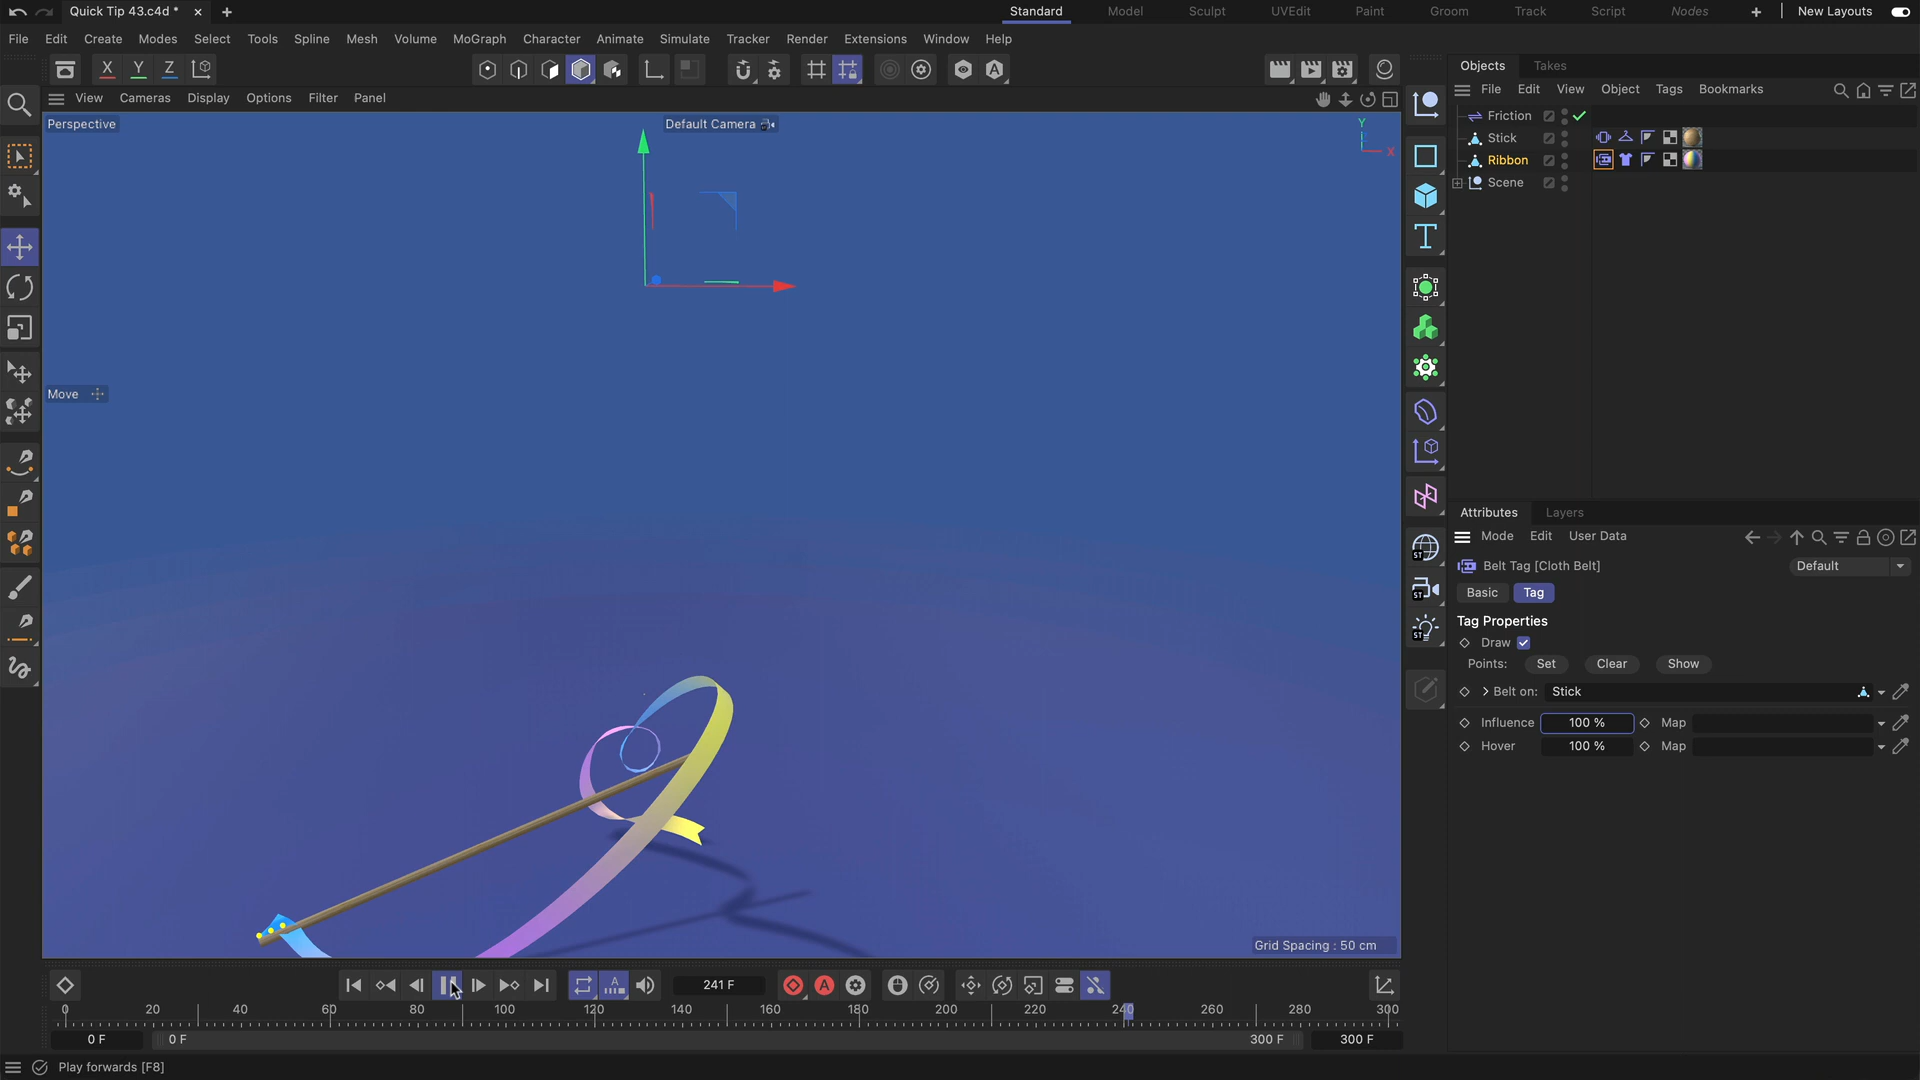 Quick Tip 43.c4d *
Standard
Model
Sculpt
UVEdit
Paint
Groom
Track
Script
Nodes
New Layouts
File
Edit
Create
Modes
Select
Tools
Spline
Mesh
Volume
MoGraph
Character
Animate
Simulate
Tracker
Render
Extensions
Window
Help
X
Y
Z
View
Cameras
Display
Options
Filter
Panel
Perspective
Default Camera
Y
X
Move
Grid Spacing : 50 cm
Objects
Takes
File
Edit
View
Object
Tags
Bookmarks
Friction
Stick
Ribbon
Scene
ST
ST
ST
Attributes
Layers
Mode
Edit
User Data
Belt Tag [Cloth Belt]
Default
Basic
Tag
Tag Properties
Draw
Points:
Set
Clear
Show
Belt on:
Stick
Influence
100 %
Map
Hover
100 %
Map
241 F
0
20
40
60
80
100
120
140
160
180
200
220
240
260
280
300
0 F
0 F
300 F
300 F
Play forwards [F8]